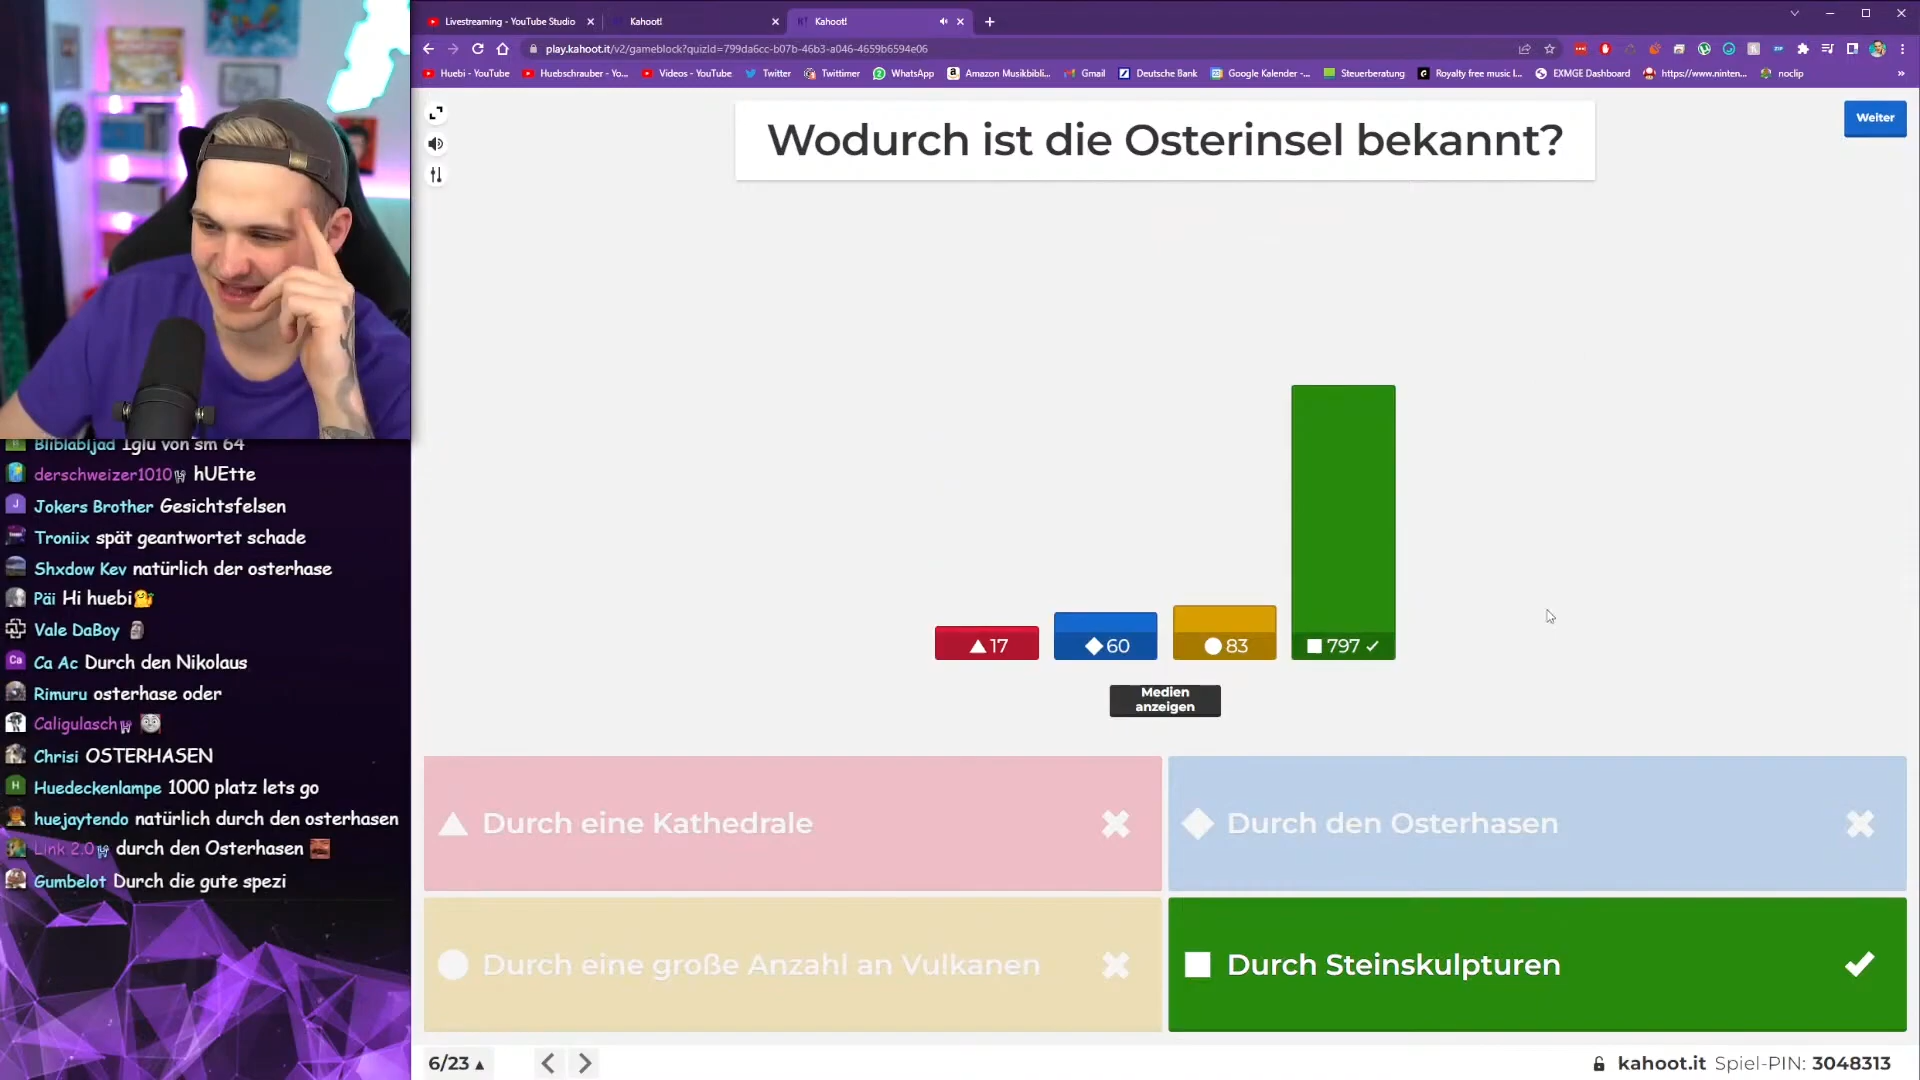 Livestreaming - YouTube Studio
Kahoot!
Kahoot!
play.kahoot.it/v2/gameblock?quizId=799da6cc-b07b-46b3-a046-4659b6594e06
Huebi - YouTube
Huebschrauber - Yo...
Videos - YouTube
Twitter
Twittimer
WhatsApp
Amazon Musikbibli...
Gmail
Deutsche Bank
Google Kalender -...
Steuerberatung
Royalty free music l...
EXMGE Dashboard
https://www.ninten...
noclip
Wodurch ist die Osterinsel bekannt?
Weiter
17
60
83
797
Medien
anzeigen
Durch eine Kathedrale
Durch den Osterhasen
Durch eine große Anzahl an Vulkanen
Durch Steinskulpturen
6/23
kahoot.it Spiel-PIN: 3048313
Bliblabljad Iglu von sm 64
derschweizer1010 hUEtte
Jokers Brother Gesichtsfelsen
Troniix spät geantwortet schade
Shxdow Kev natürlich der osterhase
Päi Hi huebi
Vale DaBoy
Ca Ac Durch den Nikolaus
Rimuru osterhase oder
Caligulasch
Chrisi OSTERHASEN
Huedeckenlampe 1000 platz lets go
huejaytendo natürlich durch den osterhasen
Link 2.0 durch den Osterhasen
Gumbelot Durch die gute spezi